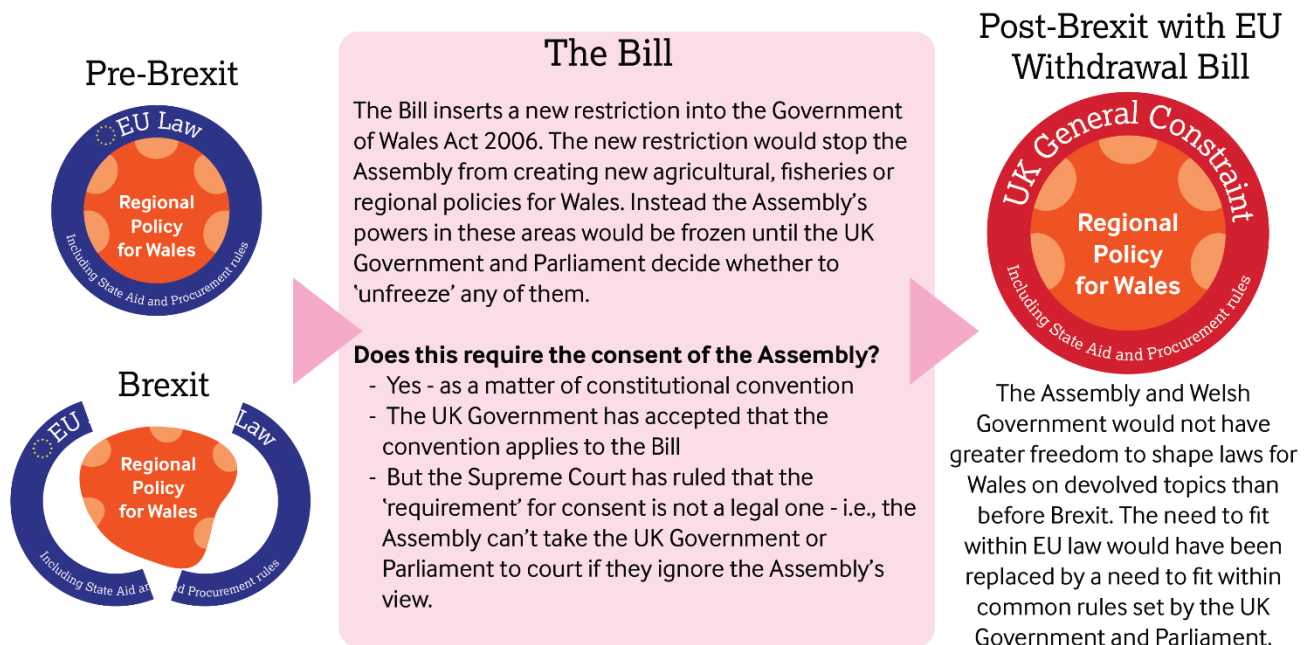 Pre-Brexit
EU Law
Regional
Policy
for Wales
Including State Aid and Procurement rules
Brexit
EU Law
Regional
Policy
for Wales
Including State Aid an d Procurement rules
The Bill
The Bill inserts a new restriction into the Government
of Wales Act 2006. The new restriction would stop the
Assembly from creating new agricultural, fisheries or
regional policies for Wales. Instead the Assembly's
powers in these areas would be frozen until the UK
Government and Parliament decide whether to
‘unfreeze’ any of them.
Does this require the consent of the Assembly?
- Yes - as a matter of constitutional convention
- The UK Government has accepted that the
convention applies to the Bill
- But the Supreme Court has ruled that the
‘requirement’ for consent is not a legal one - i.e., the
Assembly can’t take the UK Government or
Parliament to court if they ignore the Assembly’s
view.
Post-Brexit with EU
Withdrawal Bill
UK General Constraint
Regional
Policy
for Wales
Including State Aid and Procurement rules
The Assembly and Welsh
Government would not have
greater freedom to shape laws for
Wales on devolved topics than
before Brexit. The need to fit
within EU law would have been
replaced by a need to fit within
common rules set by the UK
Government and Parliament.